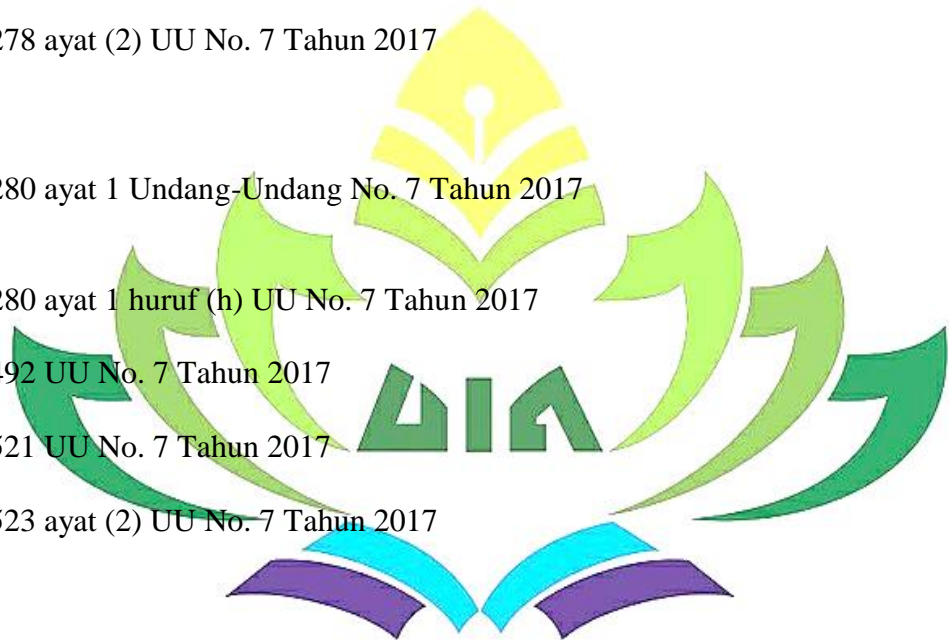 278 ayat (2) UU No. 7 Tahun 2017
280 ayat 1 Undang-Undang No. 7 Tahun 2017
280 ayat 1 huruf (h) UU No. 7 Tahun 2017
492 UU No. 7 Tahun 2017
UIN
521 UU No. 7 Tahun 2017
523 ayat (2) UU No. 7 Tahun 2017